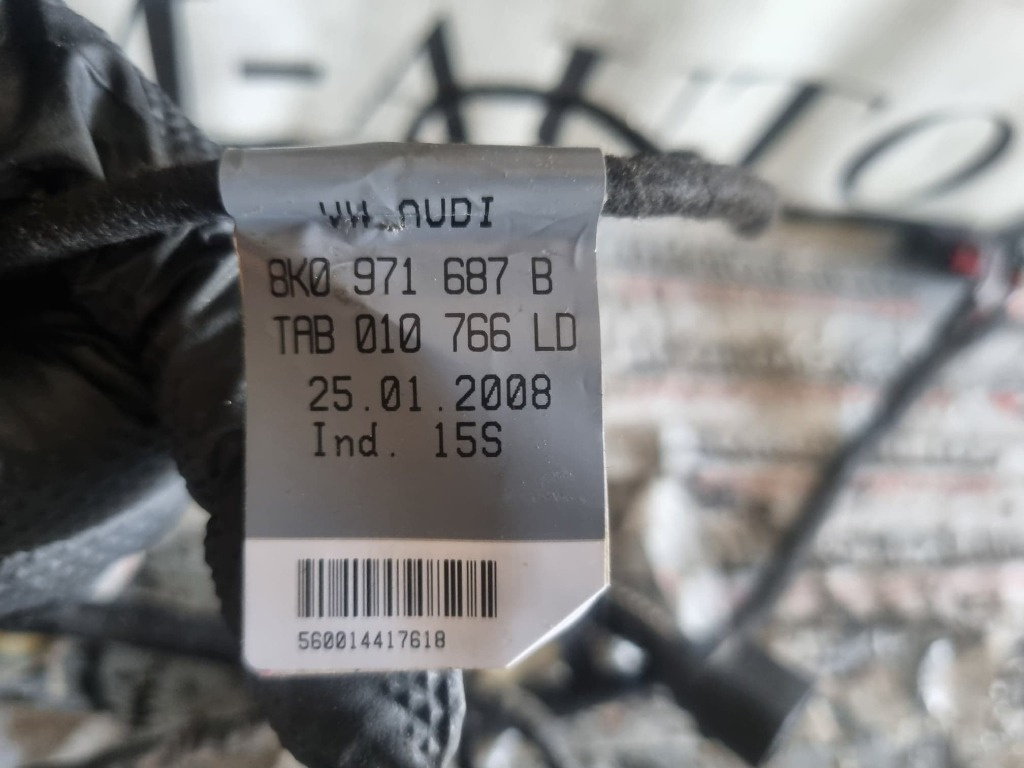 VW AUDI
8K0 971 687 B
TAB 010 766 LD
25.01.2008
Ind. 15S
560014417618